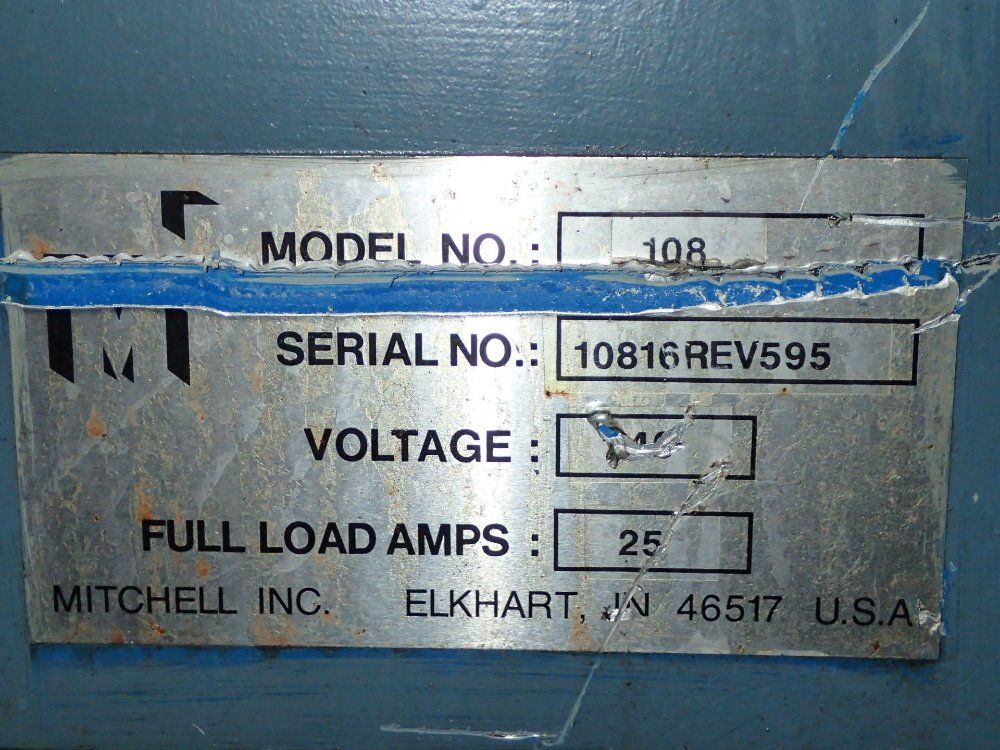 MODEL NO.: 108
SERIAL NO.: 10816REV595
VOLTAGE :
FULL LOAD AMPS : 25
MITCHELL INC. ELKHART, IN 46517 U.S.A